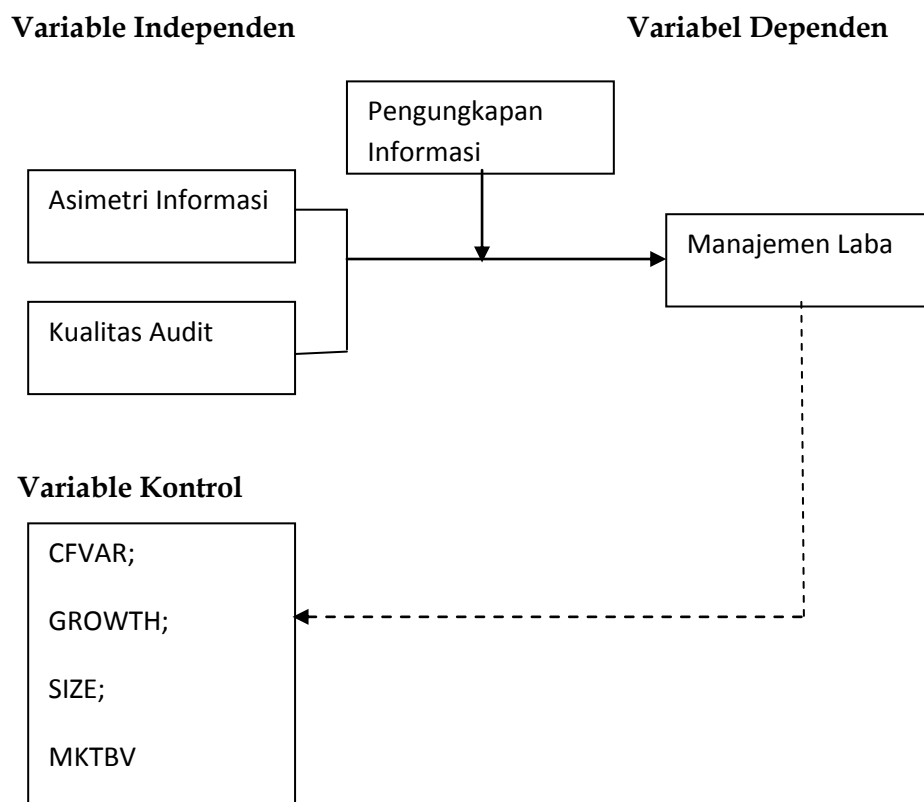 Variable Independen
Variabel Dependen
Pengungkapan
Informasi
Asimetri Informasi
Manajemen Laba
Kualitas Audit
Variable Kontrol
CFVAR;
GROWTH;
SIZE;
MKTBV